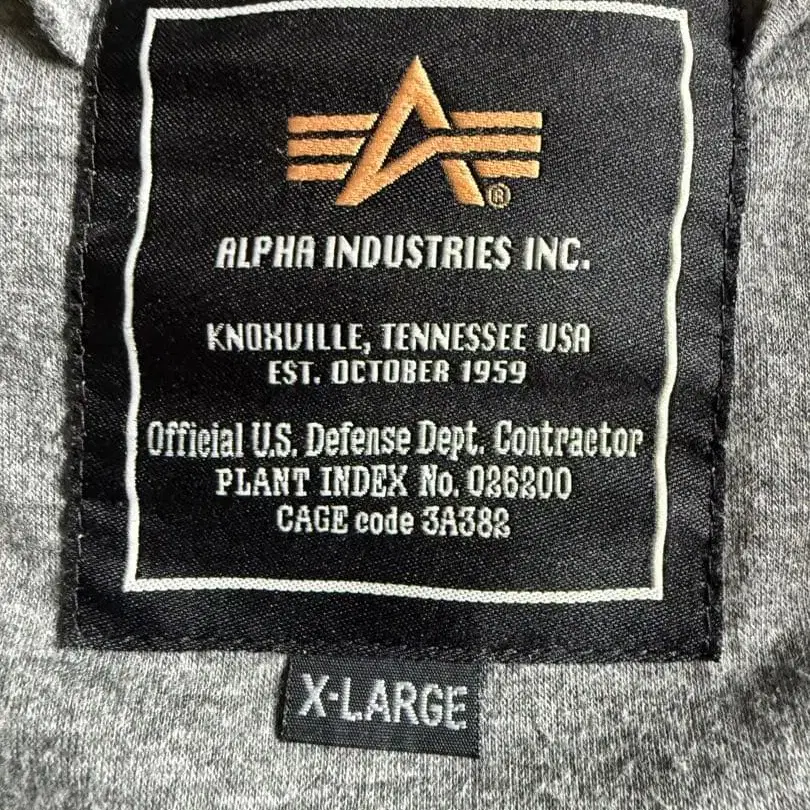 ®
ALPHA INDUSTRIES INC.
KNOXVILLE, TENNESSEE USA
EST. OCTOBER 1959
Official U.S. Defense Dept. Contractor
PLANT INDEX No. 026200
CAGE code 3A382
X-LARGE